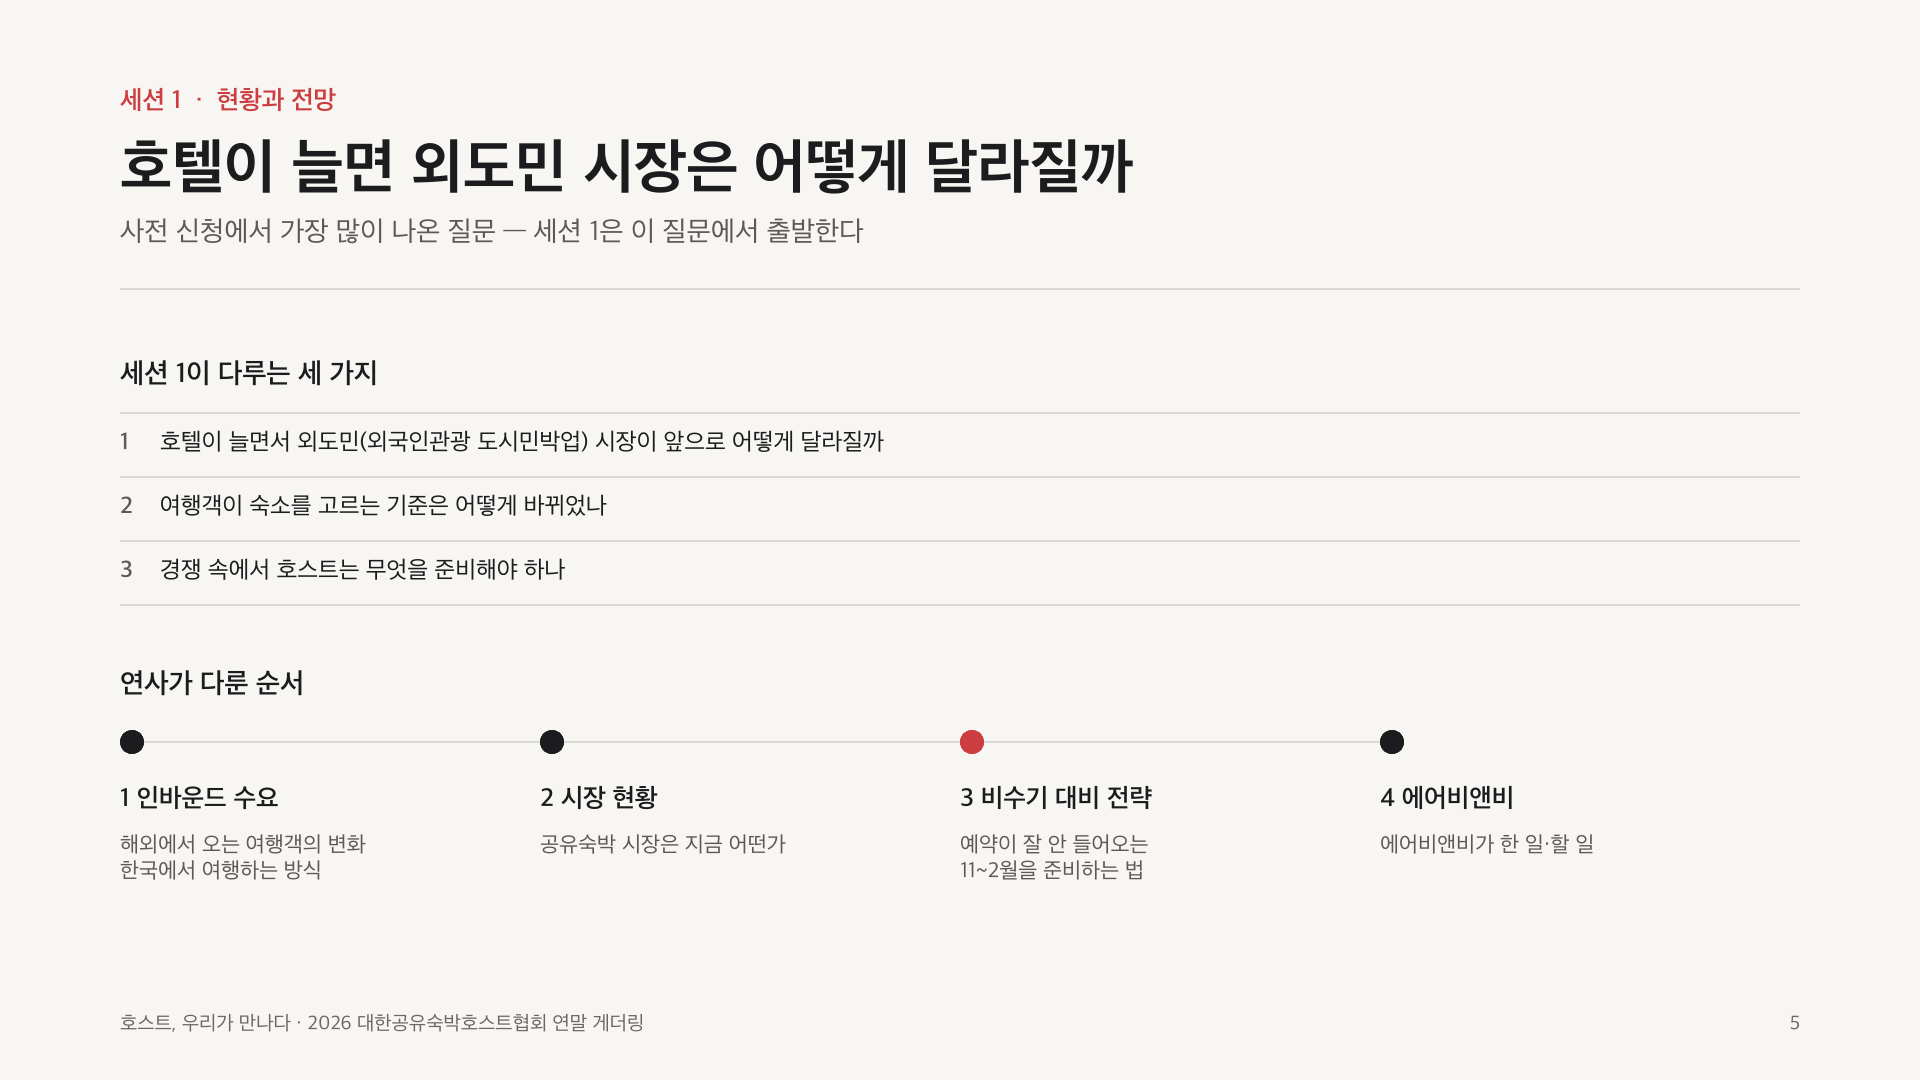 세션 1 · 현황과 전망
호텔이 늘면 외도민 시장은 어떻게 달라질까
사전 신청에서 가장 많이 나온 질문 — 세션 1은 이 질문에서 출발한다
세션 1이 다루는 세 가지
1 호텔이 늘면서 외도민(외국인관광 도시민박업) 시장이 앞으로 어떻게 달라질까
2 여행객이 숙소를 고르는 기준은 어떻게 바뀌었나
3 경쟁 속에서 호스트는 무엇을 준비해야 하나
연사가 다룬 순서
1 인바운드 수요
해외에서 오는 여행객의 변화
한국에서 여행하는 방식
2 시장 현황
공유숙박 시장은 지금 어떤가
3 비수기 대비 전략
예약이 잘 안 들어오는
11~2월을 준비하는 법
4 에어비앤비
에어비앤비가 한 일·할 일
호스트, 우리가 만나다 · 2026 대한공유숙박호스트협회 연말 게더링
5